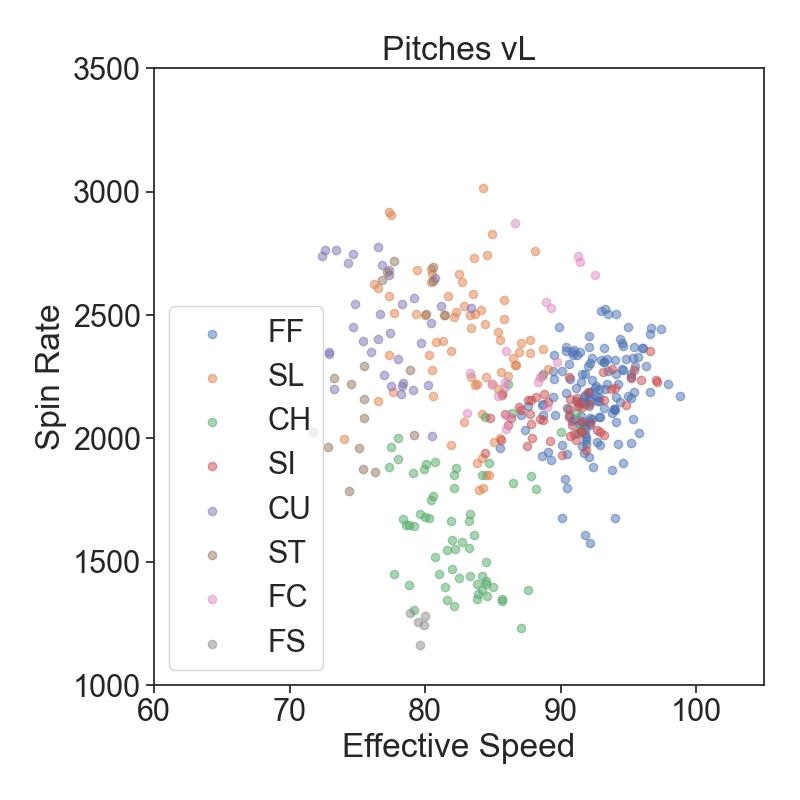 Pitches vL
3500
3000
2500
2000
1500
1000
Spin Rate
FF
SL
CH
SI
CU
ST
FC
FS
60 70 80 90 100
Effective Speed